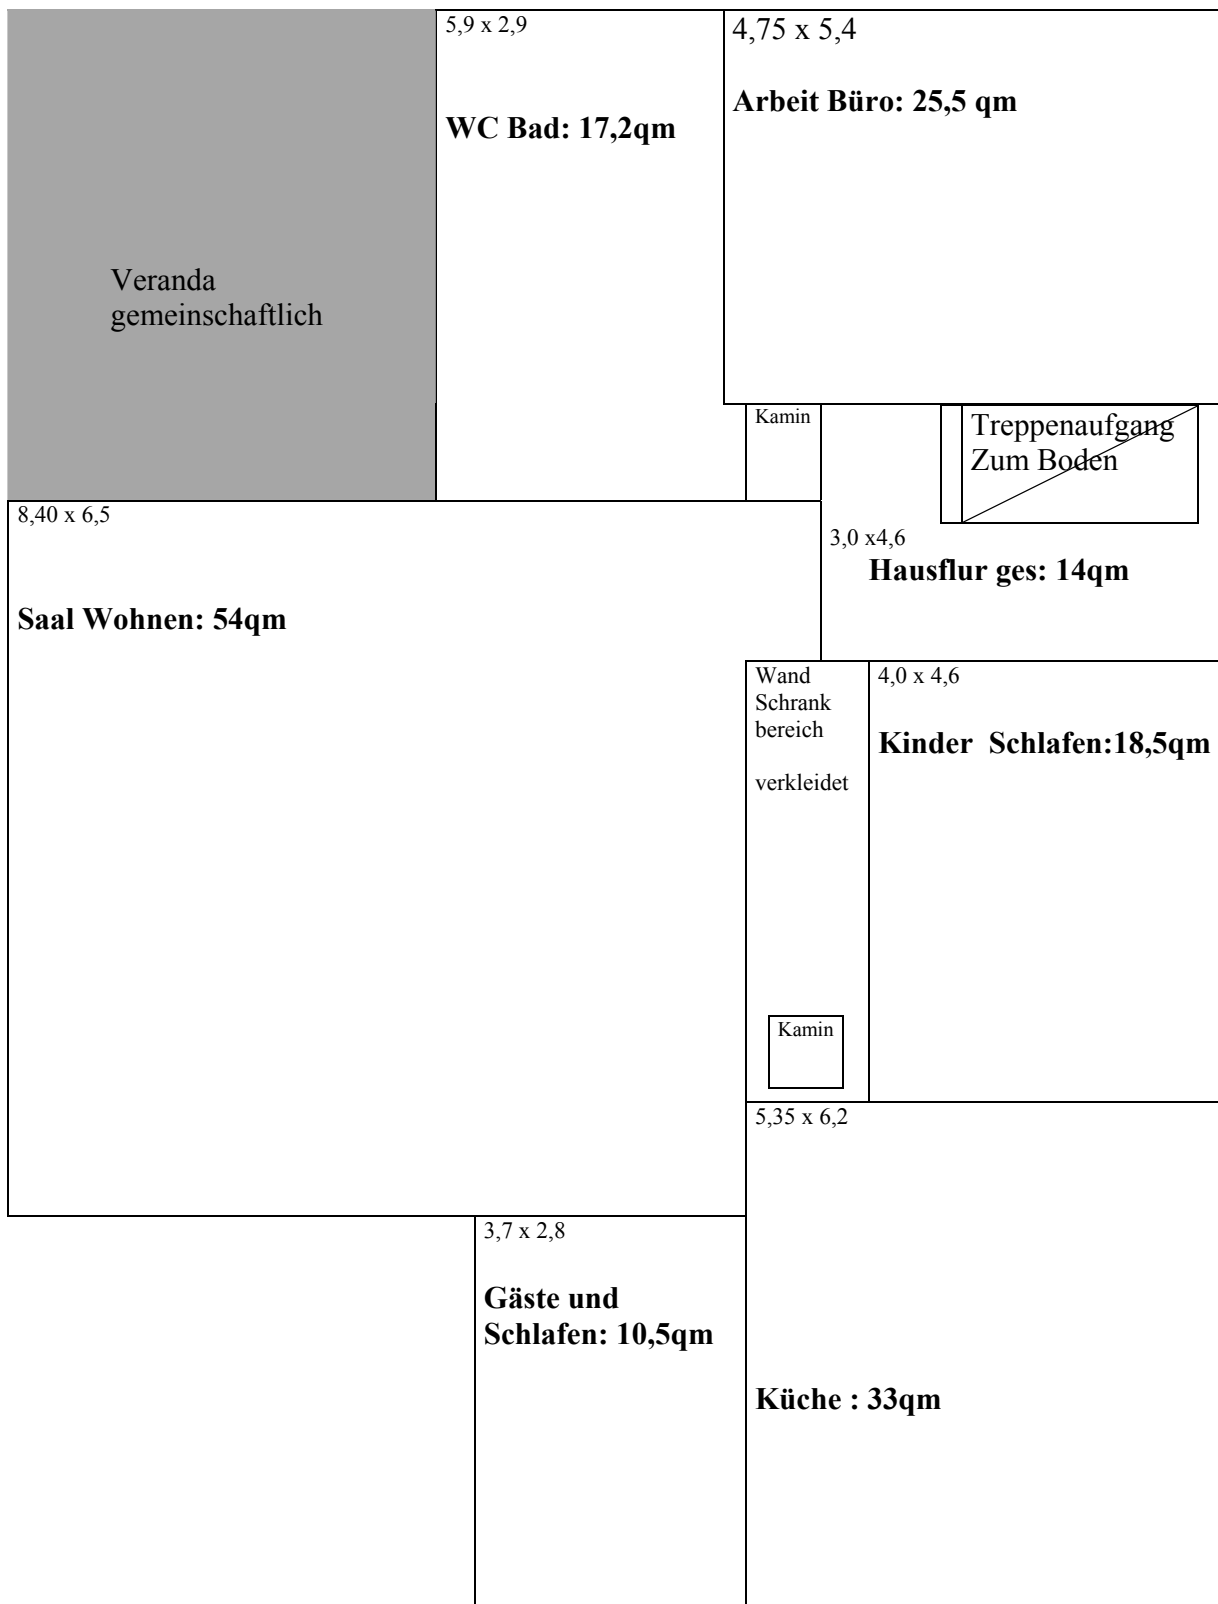 5,9 x 2,9
WC Bad: 17,2qm
4,75 x 5,4
Arbeit Büro: 25,5 qm
Veranda
gemeinschaftlich
Kamin
Treppenaufgang
Zum Boden
8,40 x 6,5
Saal Wohnen: 54qm
3,0 x4,6
Hausflur ges: 14qm
Wand
Schrank
bereich
verkleidet
4,0 x 4,6
Kinder  Schlafen:18,5qm
Kamin
5,35 x 6,2
3,7 x 2,8
Gäste und
Schlafen: 10,5qm
Küche : 33qm